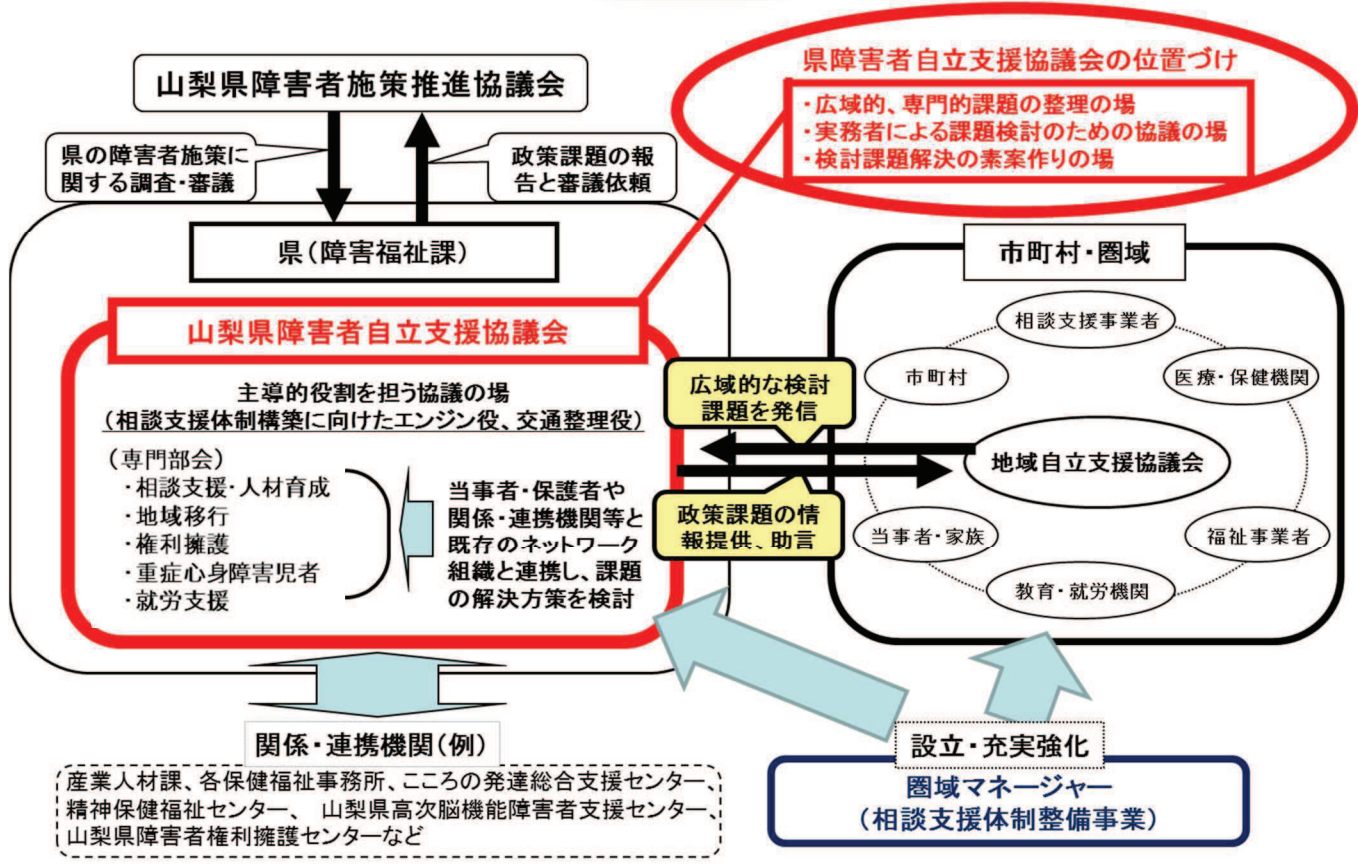 山梨県障害者施策推進協議会
県の障害者施策に
関する調査・審議
政策課題の報
告と審議依頼
県障害者自立支援協議会の位置づけ
・広域的、専門的課題の整理の場
・実務者による課題検討のための協議の場
・検討課題解決の素案作りの場
県(障害福祉課)
山梨県障害者自立支援協議会
主導的役割を担う協議の場
(相談支援体制構築に向けたエンジン役、交通整理役)
(専門部会)
・相談支援・人材育成
・地域移行
・権利擁護
・重症心身障害児者
・就労支援
当事者・保護者や
関係・連携機関等と
既存のネットワーク
組織と連携し、課題
の解決方策を検討
広域的な検討
課題を発信
政策課題の情
報提供、助言
市町村・圏域
相談支援事業者
市町村
医療・保健機関
地域自立支援協議会
当事者・家族
福祉事業者
教育・就労機関
関係・連携機関(例)
産業人材課、各保健福祉事務所、こころの発達総合支援センター、
精神保健福祉センター、 山梨県高次脳機能障害者支援センター、
山梨県障害者権利擁護センターなど
設立・充実強化
圏域マネージャー
(相談支援体制整備事業)